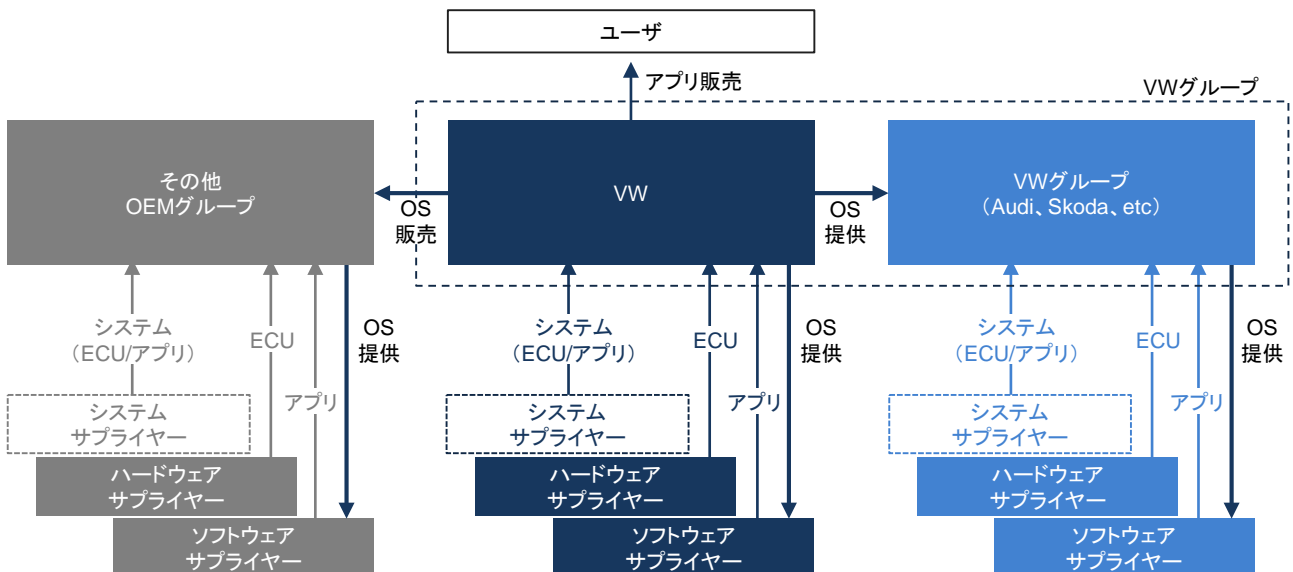 ユーザ
アプリ販売
VWグループ
その他
OEMグループ
OS
販売
VW
OS
提供
VWグループ
（Audi、Skoda、etc）
システム
（ECU/アプリ）
ECU
アプリ
OS
提供
システム
サプライヤー
ハードウェア
サプライヤー
ソフトウェア
サプライヤー
システム
（ECU/アプリ）
ECU
アプリ
OS
提供
システム
サプライヤー
ハードウェア
サプライヤー
ソフトウェア
サプライヤー
システム
（ECU/アプリ）
ECU
アプリ
OS
提供
システム
サプライヤー
ハードウェア
サプライヤー
ソフトウェア
サプライヤー